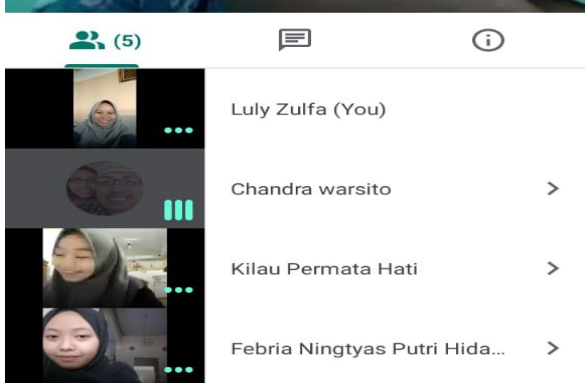 (5)
Luly Zulfa (You)
Chandra warsito
Kilau Permata Hati
Febria Ningtyas Putri Hida...